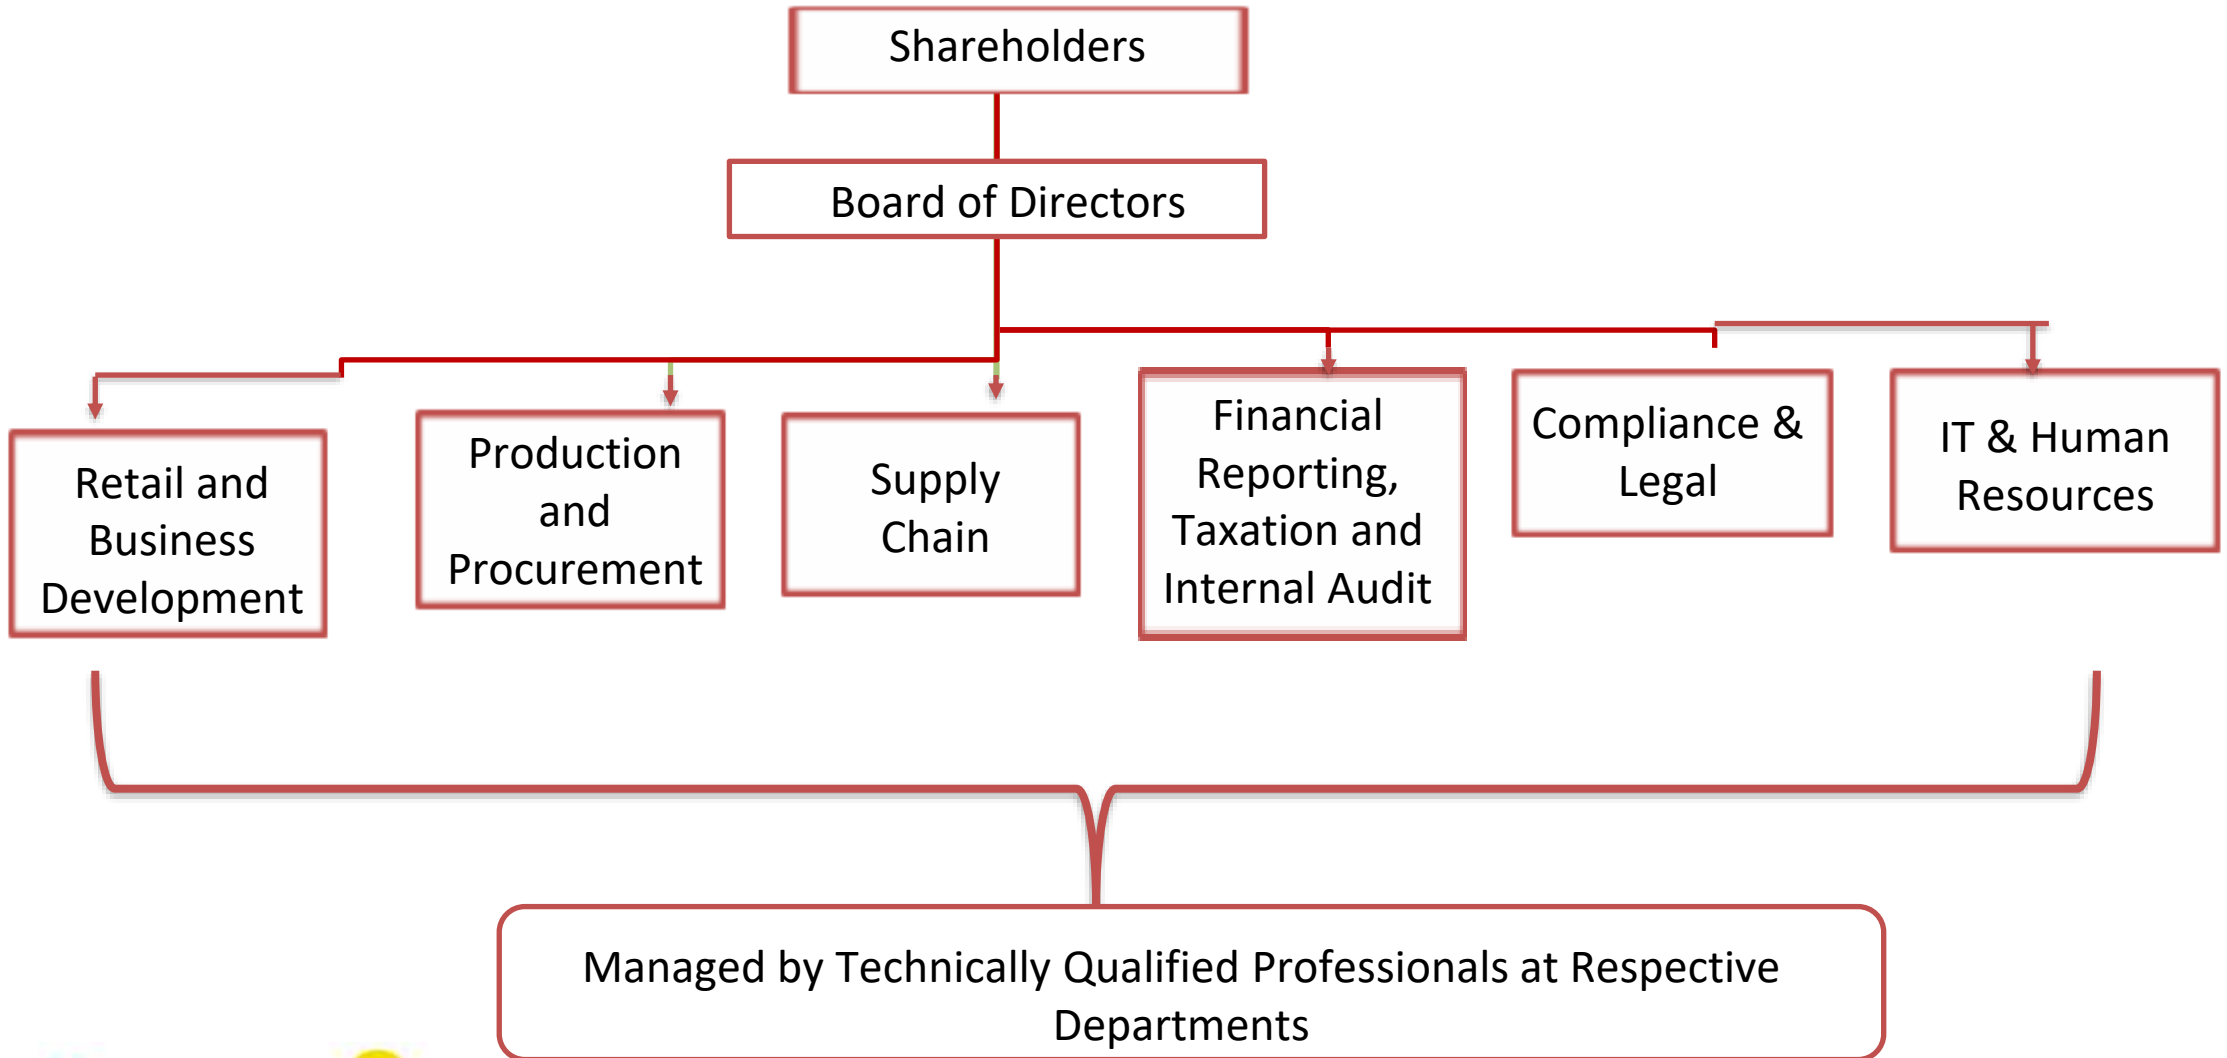 Shareholders
Board of Directors
Retail and
Business
Development
Production
and
Procurement
Supply
Chain
Financial
Reporting,
Taxation and
Internal Audit
Compliance &
Legal
IT & Human
Resources
Managed by Technically Qualified Professionals at Respective
Departments